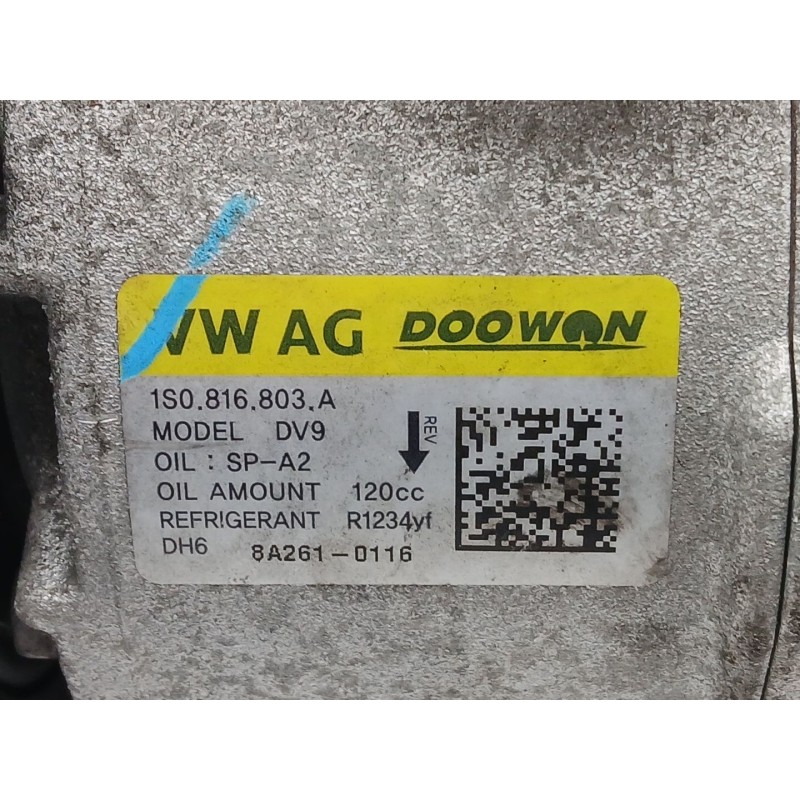 VW AG DOOWON
1S0.816.803.A
MODEL DV9
REV
OIL : SP-A2
OIL AMOUNT 120cc
REFRIGERANT R1234yf
DH6 8A261-0116